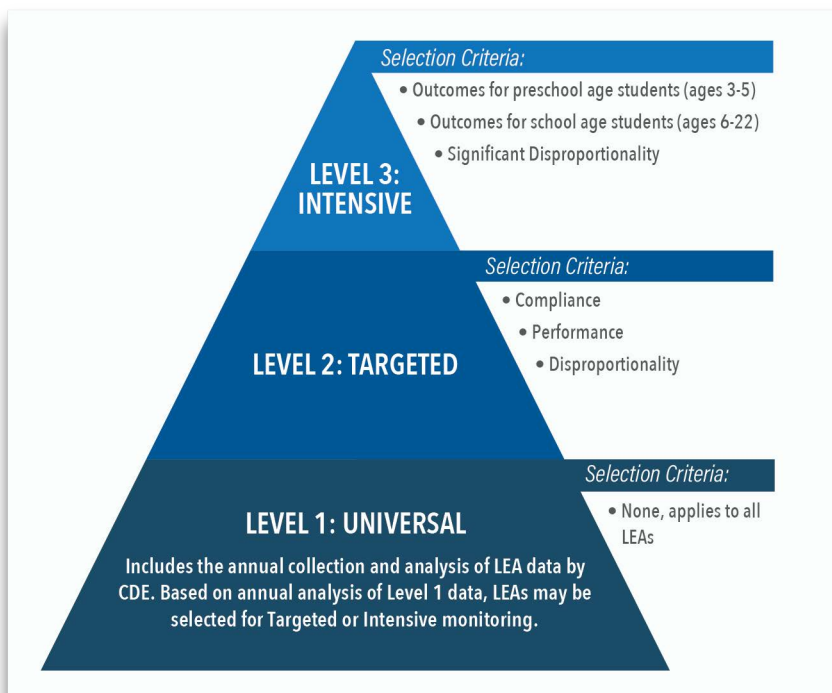 Selection Criteria:
• Outcomes for preschool age students (ages 3-5)
• Outcomes for school age students (ages 6-22)
• Significant Disproportionality
LEVEL 3:
INTENSIVE
Selection Criteria:
• Compliance
• Performance
• Disproportionality
LEVEL 2: TARGETED
Selection Criteria:
• None, applies to all
LEAs
LEVEL 1: UNIVERSAL
Includes the annual collection and analysis of LEA data by
CDE. Based on annual analysis of Level 1 data, LEAs may be
selected for Targeted or Intensive monitoring.